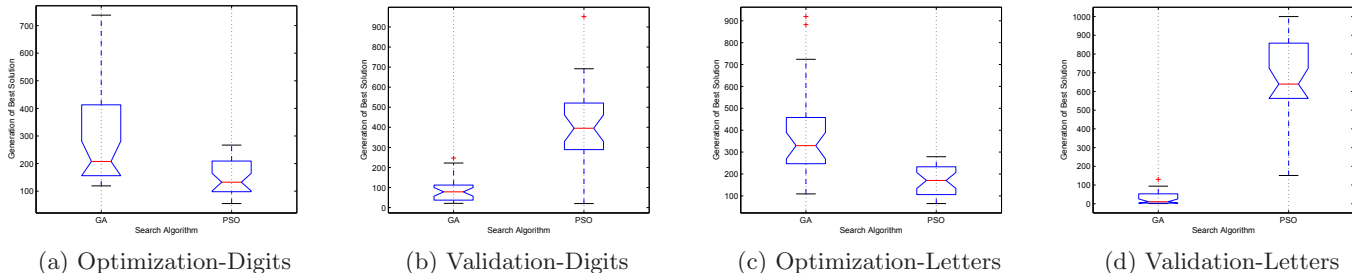 700
600
500
400
300
200
100
Generation of Best Solution
GA
PSO
Search Algorithm
(a) Optimization-Digits
900
800
700
600
500
400
300
200
100
0
Generation of Best Solution
GA
PSO
Search Algorithm
(b) Validation-Digits
900
800
700
600
500
400
300
200
100
Generation of Best Solution
GA
PSO
Search Algorithm
(c) Optimization-Letters
1000
900
800
700
600
500
400
300
200
100
0
Generation of Best Solution
GA
PSO
Search Algorithm
(d) Validation-Letters